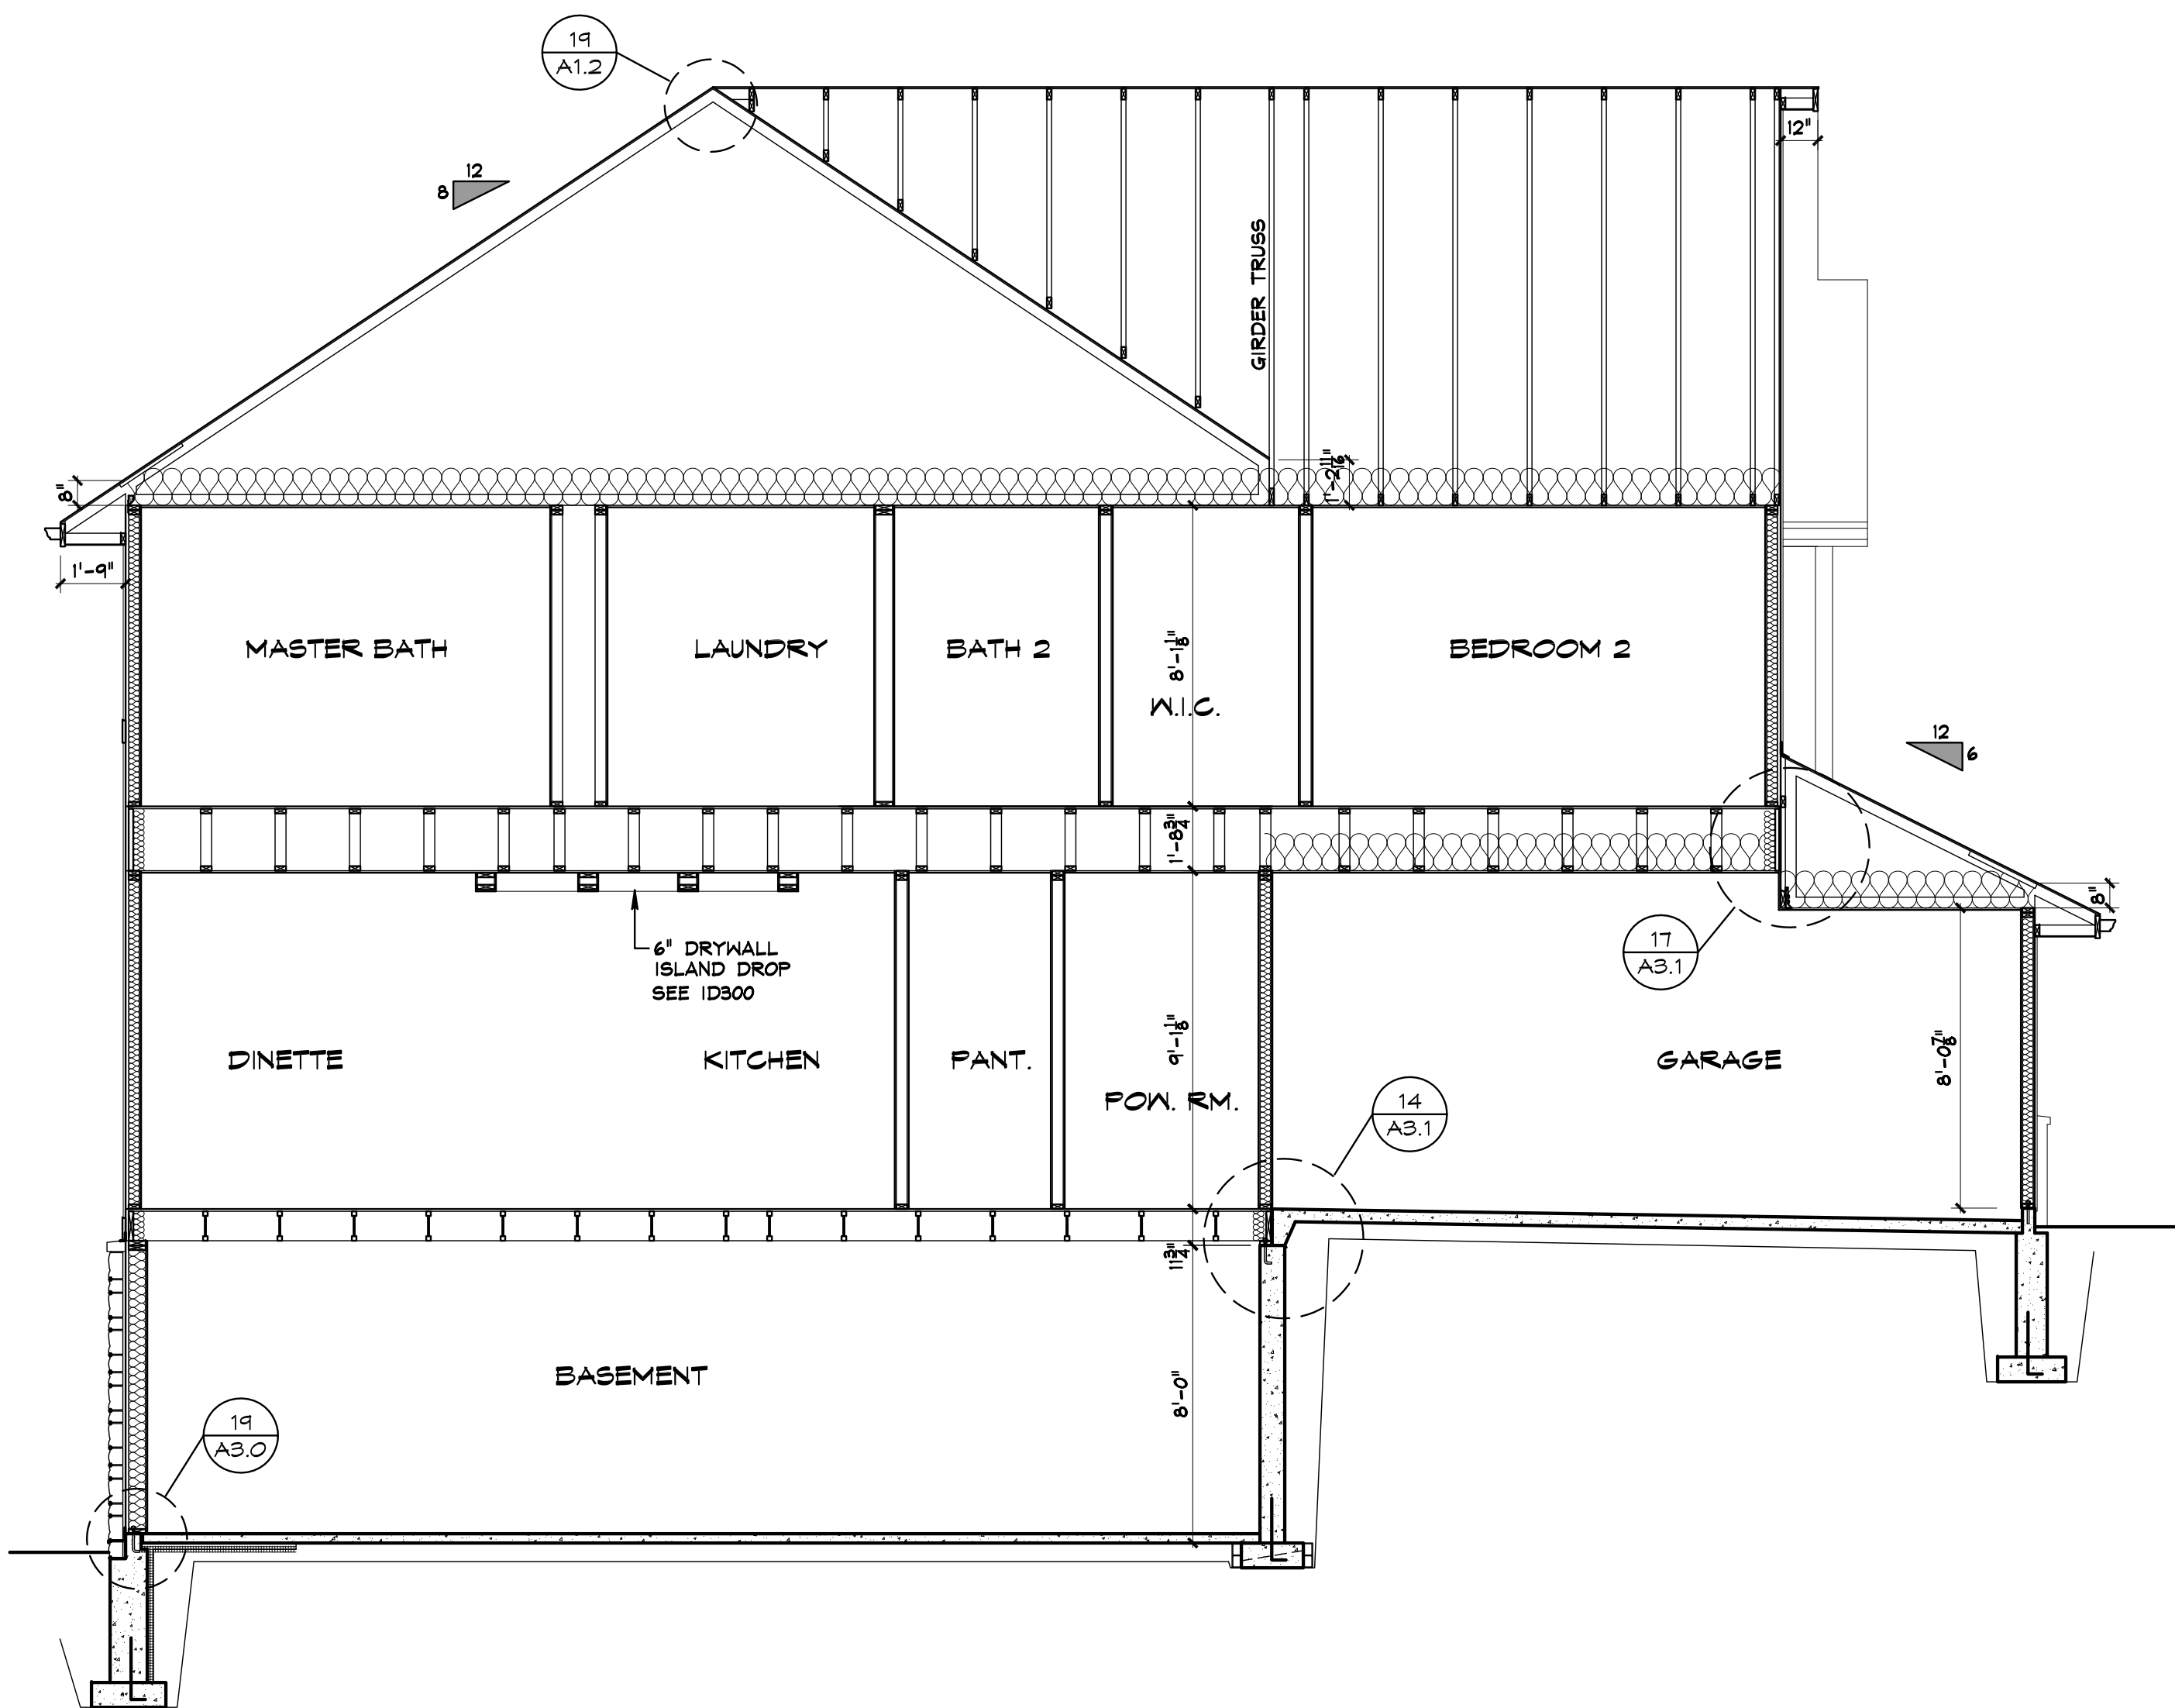 19
A1.2
12
8
12"
GIRDER TRUSS
8"
1'-2 11/16"
1'-9"
MASTER BATH
LAUNDRY
BATH 2
8'-1 1/8"
W.I.C.
BEDROOM 2
12
6
1'-8 3/4"
8"
6" DRYWALL
ISLAND DROP
SEE ID300
17
A3.1
DINETTE
KITCHEN
PANT.
9'-1 1/8"
POW. RM.
GARAGE
8'-0 7/8"
14
A3.1
11 3/4"
BASEMENT
8'-0"
19
A3.0